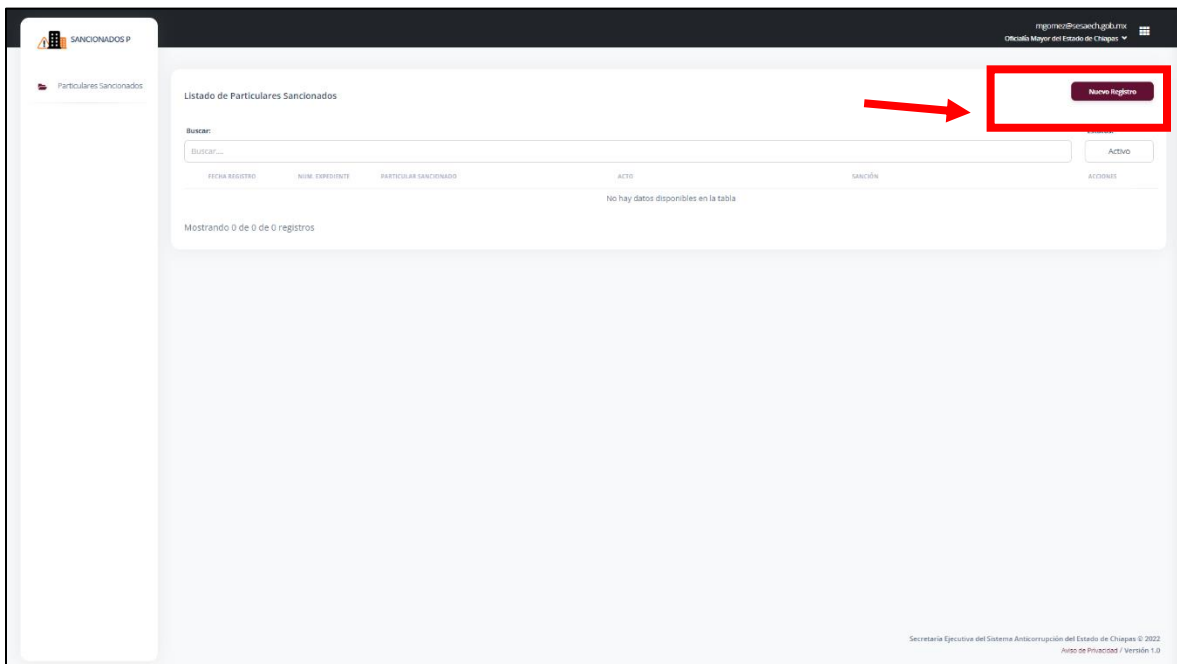 SANCIONADOS P
mgomez@sesaech.gob.mx
Oficialía Mayor del Estado de Chiapas
Particulares Sancionados
Listado de Particulares Sancionados
Nuevo Registro
Buscar:
Buscar...
Activo
FECHA REGISTRO NUM. EXPEDIENTE PARTICULAR SANCIONADO ACTO SANCIÓN ACCIONES
No hay datos disponibles en la tabla
Mostrando 0 de 0 de 0 registros
Secretaría Ejecutiva del Sistema Anticorrupción del Estado de Chiapas © 2022
Aviso de Privacidad / Versión 1.0